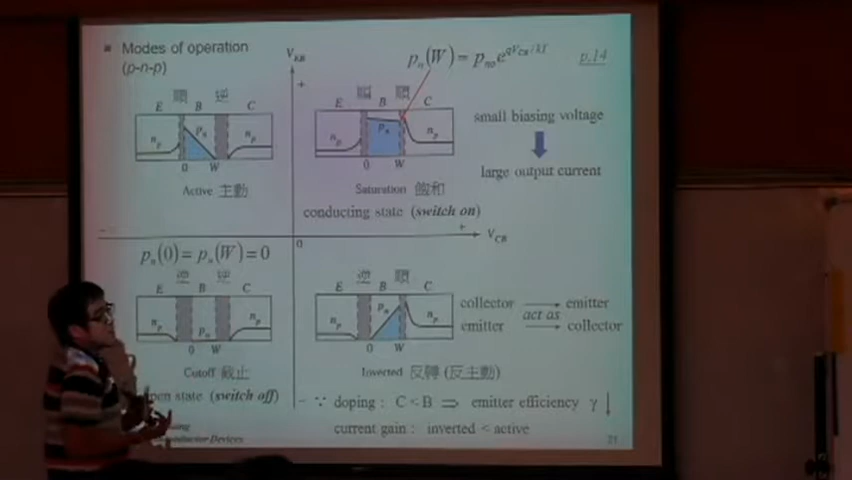 Modes of operation
(p-n-p)
V_EB
+
p_n(W) = p_no e^{qV_CB/kT}
p.14
順 逆
E B C
n_p p_n n_p
0 W
Active 主動
順 順
E B C
n_p p_n n_p
0 W
Saturation 飽和
small biasing voltage
large output current
conducting state (switch on)
+
V_CB
0
p_n(0) = p_n(W) = 0
逆 逆
E B C
n_p p_n n_p
0 W
Cutoff 截止
open state (switch off)
逆 順
E B C
n_p p_n n_p
0 W
Inverted 反轉 (反主動)
collector → emitter
act as
emitter → collector
∵ doping : C < B ⇒ emitter efficiency γ ↓
current gain : inverted < active
Devices
21